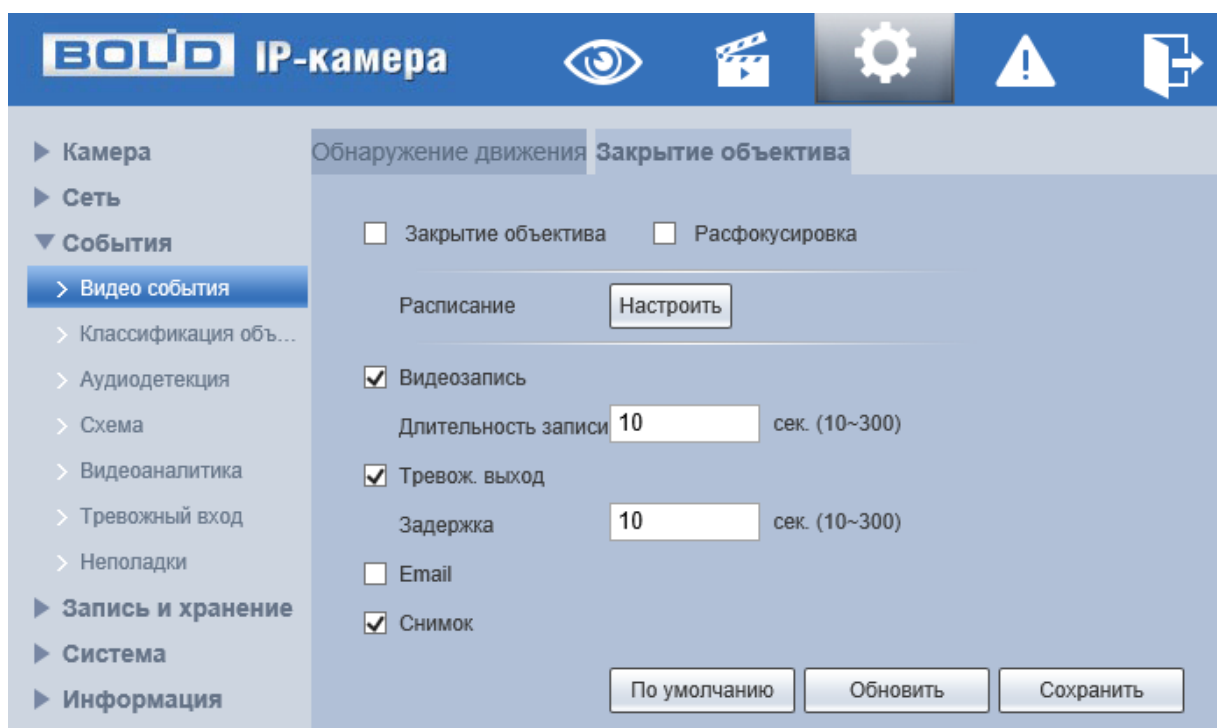 BOLID IP-камера
Камера
Сеть
События
Видео события
Классификация объ...
Аудиодетекция
Схема
Видеоаналитика
Тревожный вход
Неполадки
Запись и хранение
Система
Информация
Обнаружение движения Закрытие объектива
Закрытие объектива Расфокусировка
Расписание Настроить
Видеозапись
Длительность записи 10 сек. (10~300)
Тревож. выход
Задержка 10 сек. (10~300)
Email
Снимок
По умолчанию Обновить Сохранить